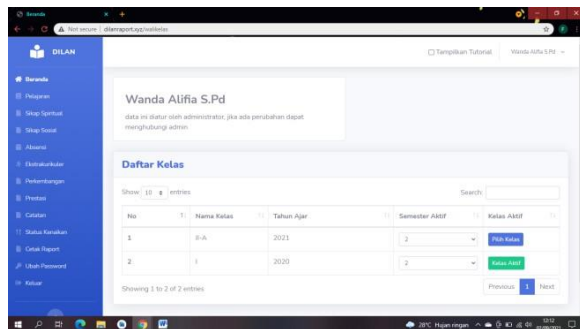 Beranda
Not secure | dilanraport.xyz/walikelas
DILAN
Tampilkan Tutorial
Wanda Alifia S.Pd
Beranda
Pelajaran
Sikap Spiritual
Sikap Sosial
Absensi
Ekstrakurikuler
Perkembangan
Prestasi
Catatan
Status Kenaikan
Cetak Raport
Ubah Password
Keluar
Wanda Alifia S.Pd
data ini diatur oleh administrator, jika ada perubahan dapat
menghubungi admin
Daftar Kelas
Show 10 entries
Search:
No Nama Kelas Tahun Ajar Semester Aktif Kelas Aktif
1 X-A 2021 2 Pilih Kelas
2 I 2020 2 Kelas Aktif
Showing 1 to 2 of 2 entries
Previous 1 Next
28°C Hujan ringan
12:12